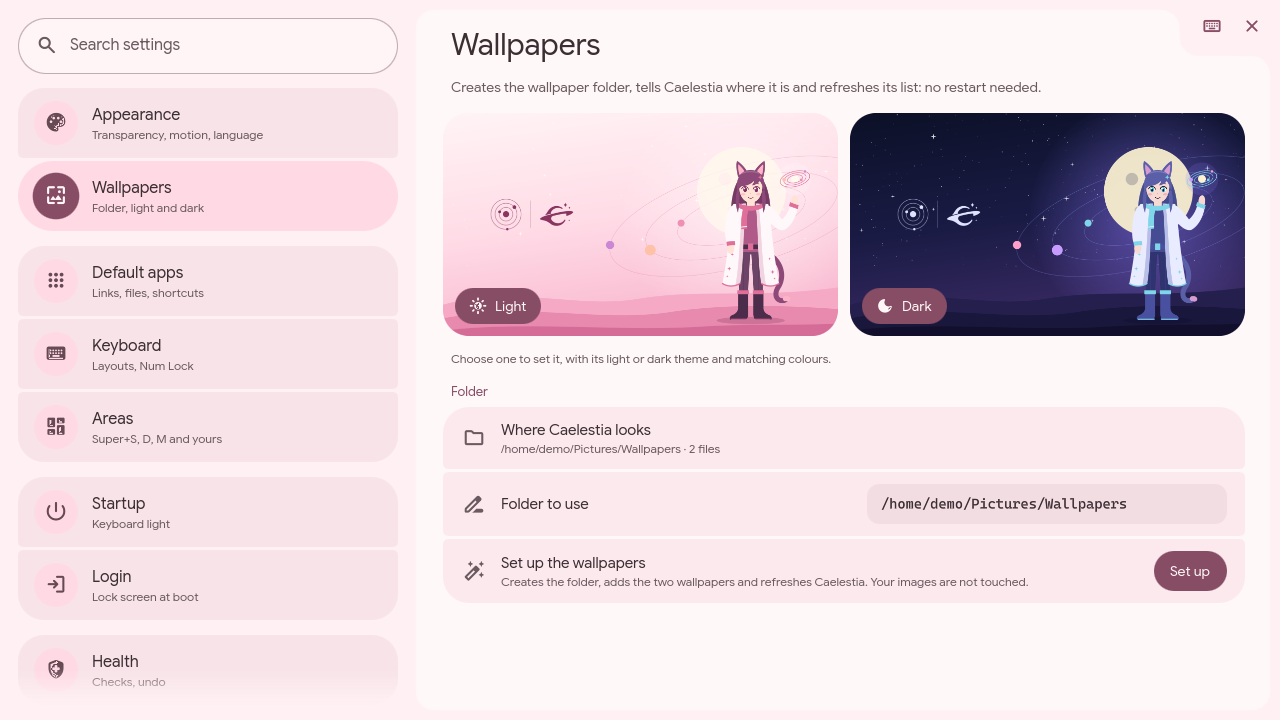 Search settings
Appearance
Transparency, motion, language
Wallpapers
Folder, light and dark
Default apps
Links, files, shortcuts
Keyboard
Layouts, Num Lock
Areas
Super+S, D, M and yours
Startup
Keyboard light
Login
Lock screen at boot
Health
Checks, undo
Wallpapers
Creates the wallpaper folder, tells Caelestia where it is and refreshes its list: no restart needed.
Light
Dark
Choose one to set it, with its light or dark theme and matching colours.
Folder
Where Caelestia looks
/home/demo/Pictures/Wallpapers · 2 files
Folder to use
/home/demo/Pictures/Wallpapers
Set up the wallpapers
Creates the folder, adds the two wallpapers and refreshes Caelestia. Your images are not touched.
Set up